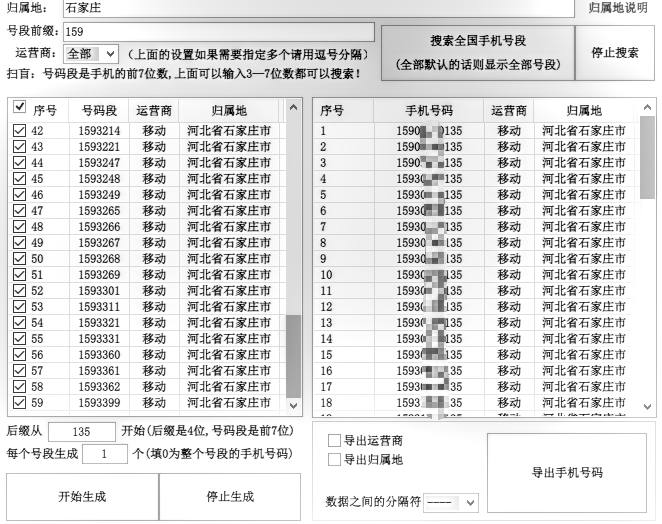 归属地： 石家庄 归属地说明
号段前缀：159
运营商： 全部 （上面的设置如果需要指定多个请用逗号分隔）
搜索全国手机号段
(全部默认的话则显示全部号段)
停止搜索
扫盲：号码段是手机的前7位数,上面可以输入3—7位数都可以搜索！
序号 号码段 运营商 归属地
42 1593214 移动 河北省石家庄市
43 1593221 移动 河北省石家庄市
44 1593247 移动 河北省石家庄市
45 1593248 移动 河北省石家庄市
46 1593249 移动 河北省石家庄市
47 1593265 移动 河北省石家庄市
48 1593266 移动 河北省石家庄市
49 1593267 移动 河北省石家庄市
50 1593268 移动 河北省石家庄市
51 1593269 移动 河北省石家庄市
52 1593301 移动 河北省石家庄市
53 1593311 移动 河北省石家庄市
54 1593321 移动 河北省石家庄市
55 1593331 移动 河北省石家庄市
56 1593360 移动 河北省石家庄市
57 1593361 移动 河北省石家庄市
58 1593362 移动 河北省石家庄市
59 1593399 移动 河北省石家庄市
序号 手机号码 运营商 归属地
1 1590 135 移动 河北省石家庄市
2 1590 135 移动 河北省石家庄市
3 1590 135 移动 河北省石家庄市
4 1593 135 移动 河北省石家庄市
5 1593 135 移动 河北省石家庄市
6 1593 135 移动 河北省石家庄市
7 1593 135 移动 河北省石家庄市
8 1593 135 移动 河北省石家庄市
9 1593 135 移动 河北省石家庄市
10 1593 135 移动 河北省石家庄市
11 1593 135 移动 河北省石家庄市
12 1593 135 移动 河北省石家庄市
13 1593 135 移动 河北省石家庄市
14 1593 135 移动 河北省石家庄市
15 1593 135 移动 河北省石家庄市
16 1593 135 移动 河北省石家庄市
17 1593 135 移动 河北省石家庄市
18 1593 135 移动 河北省石家庄市
后缀从 135 开始(后缀是4位,号码段是前7位)
每个号段生成 1 个(填0为整个号段的手机号码)
开始生成 停止生成
导出运营商
导出归属地
数据之间的分隔符 ----
导出手机号码